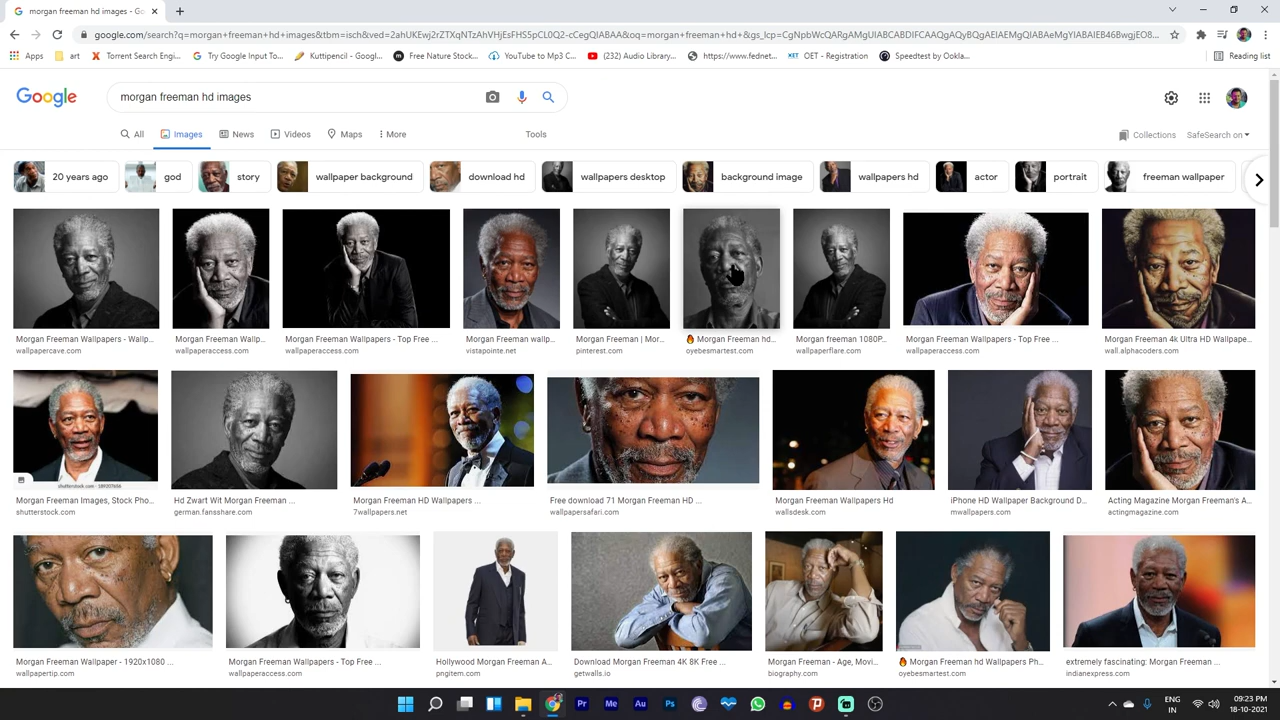 morgan freeman hd images
google.com/search?q=morgan+freeman+hd+images&tbm=isch&ved=2ahUKEwj2rZTXqNTzAhVHjEsFHS5pCL0Q2-cCegQIABAA&oq=morgan+freeman+hd+&gs_lcp=CgNpbWcQARgAMgUIABCABDIFCAAQgAQyBQgAEIAEMgQIABAeMgYIABAIEB46BwgjEO8...
Apps art Torrent Search Engi... Try Google Input To... Kuttipencil - Google... Free Nature Stock... YouTube to Mp3 C... (232) Audio Library... https://www.fednet... OET - Registration Speedtest by Ookla... Reading list
Google morgan freeman hd images
All Images News Videos Maps More Tools Collections SafeSearch on
20 years ago god story wallpaper background download hd wallpapers desktop background image wallpapers hd actor portrait freeman wallpaper
Morgan Freeman Wallpapers - Wallp... Morgan Freeman Wallp... Morgan Freeman Wallpapers - Top Free ... Morgan Freeman wallp... Morgan Freeman | Mor... Morgan Freeman hd... Morgan freeman 1080P... Morgan Freeman Wallpapers - Top Free ... Morgan Freeman 4k Ultra HD Wallpape...
wallpapercave.com wallpaperaccess.com wallpaperaccess.com vistapointe.net pinterest.com oyebesmartest.com wallpaperflare.com wallpaperaccess.com wall.alphacoders.com
Morgan Freeman Images, Stock Pho... Hd Zwart Wit Morgan Freeman ... Morgan Freeman HD Wallpapers ... Free download 71 Morgan Freeman HD ... Morgan Freeman Wallpapers Hd iPhone HD Wallpaper Background D... Acting Magazine Morgan Freeman's A...
shutterstock.com german.fansshare.com 7wallpapers.net wallpapersafari.com wallsdesk.com mwallpapers.com actingmagazine.com
Morgan Freeman Wallpaper - 1920x1080 ... Morgan Freeman Wallpapers - Top Free ... Hollywood Morgan Freeman A... Download Morgan Freeman 4K 8K Free ... Morgan Freeman - Age, Movi... Morgan Freeman hd Wallpapers Ph... extremely fascinating: Morgan Freeman ...
wallpapertip.com wallpaperaccess.com pngitem.com getwalls.io biography.com oyebesmartest.com indianexpress.com
Pr Me Au Ps
ENG 09:23 PM
IN 18-10-2021